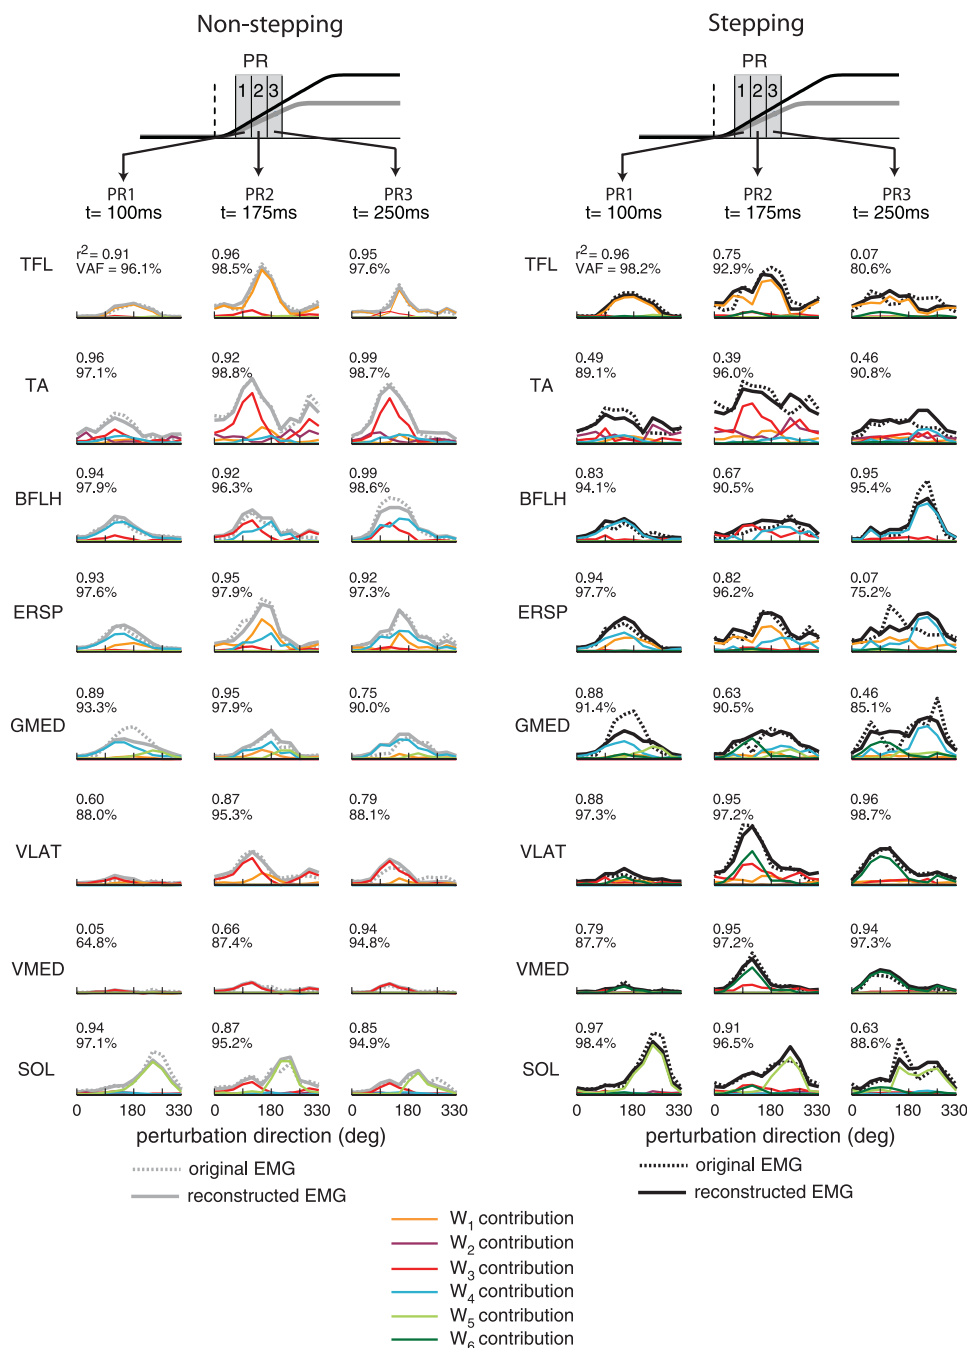 Non-stepping
Stepping
PR
1 2 3
PR
1 2 3
PR1
t= 100ms
PR2
t= 175ms
PR3
t= 250ms
PR1
t= 100ms
PR2
t= 175ms
PR3
t= 250ms
TFL
r² = 0.91
VAF = 96.1%
0.96
98.5%
0.95
97.6%
TFL
r² = 0.96
VAF = 98.2%
0.75
92.9%
0.07
80.6%
TA
0.96
97.1%
0.92
98.8%
0.99
98.7%
TA
0.49
89.1%
0.39
96.0%
0.46
90.8%
BFLH
0.94
97.9%
0.92
96.3%
0.99
98.6%
BFLH
0.83
94.1%
0.67
90.5%
0.95
95.4%
ERSP
0.93
97.6%
0.95
97.9%
0.92
97.3%
ERSP
0.94
97.7%
0.82
96.2%
0.07
75.2%
GMED
0.89
93.3%
0.95
97.9%
0.75
90.0%
GMED
0.88
91.4%
0.63
90.5%
0.46
85.1%
VLAT
0.60
88.0%
0.87
95.3%
0.79
88.1%
VLAT
0.88
97.3%
0.95
97.2%
0.96
98.7%
VMED
0.05
64.8%
0.66
87.4%
0.94
94.8%
VMED
0.79
87.7%
0.95
97.2%
0.94
97.3%
SOL
0.94
97.1%
0.87
95.2%
0.85
94.9%
SOL
0.97
98.4%
0.91
96.5%
0.63
88.6%
0 180 330 0 180 330 0 180 330
0 180 330 0 180 330 0 180 330
perturbation direction (deg)
perturbation direction (deg)
original EMG
reconstructed EMG
original EMG
reconstructed EMG
W₁ contribution
W₂ contribution
W₃ contribution
W₄ contribution
W₅ contribution
W₆ contribution